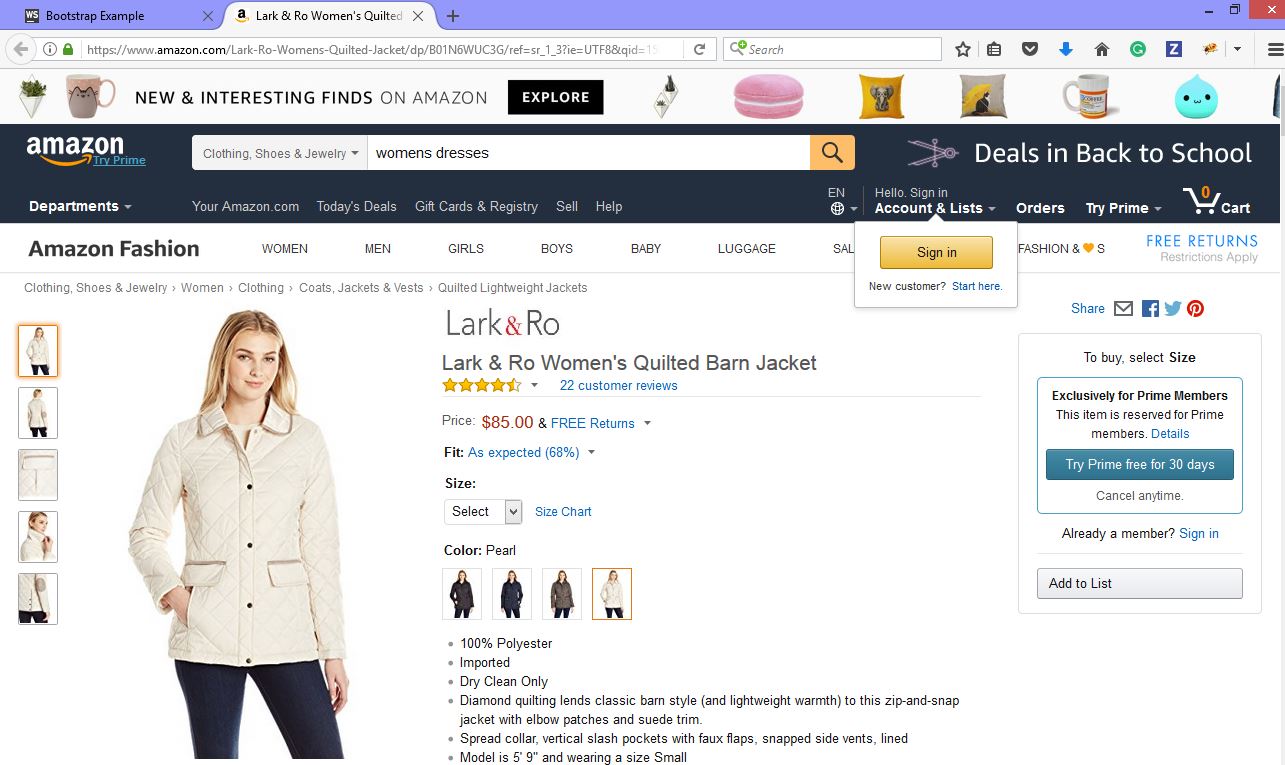 Bootstrap Example
Lark & Ro Women's Quilted
https://www.amazon.com/Lark-Ro-Womens-Quilted-Jacket/dp/B01N6WUC3G/ref=sr_1_3?ie=UTF8&qid=15
Search
NEW & INTERESTING FINDS ON AMAZON EXPLORE
COFFEE
amazon
Try Prime
Clothing, Shoes & Jewelry
womens dresses
Deals in Back to School
Departments
Your Amazon.com Today's Deals Gift Cards & Registry Sell Help
EN
Hello. Sign in
Account & Lists
Orders Try Prime 0 Cart
Amazon Fashion
WOMEN MEN GIRLS BOYS BABY LUGGAGE SAL FASHION & S
FREE RETURNS
Restrictions Apply
Sign in
New customer? Start here.
Clothing, Shoes & Jewelry › Women › Clothing › Coats, Jackets & Vests › Quilted Lightweight Jackets
Lark&Ro
Lark & Ro Women's Quilted Barn Jacket
22 customer reviews
Price: $85.00 & FREE Returns
Fit: As expected (68%)
Size:
Select Size Chart
Color: Pearl
100% Polyester
Imported
Dry Clean Only
Diamond quilting lends classic barn style (and lightweight warmth) to this zip-and-snap
jacket with elbow patches and suede trim.
Spread collar, vertical slash pockets with faux flaps, snapped side vents, lined
Model is 5' 9" and wearing a size Small
Share
To buy, select Size
Exclusively for Prime Members
This item is reserved for Prime
members. Details
Try Prime free for 30 days
Cancel anytime.
Already a member? Sign in
Add to List